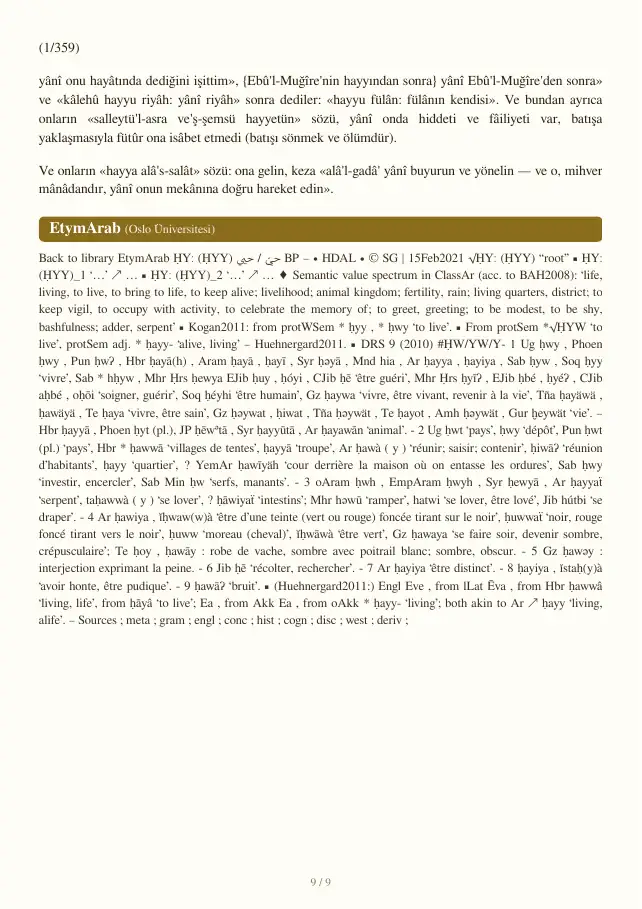 (1/359)
yânî onu hayâtında dediğini işittim», {Ebû'l-Muğîre'nin hayyından sonra} yânî Ebû'l-Muğîre'den sonra»
ve «kâlehû hayyu riyâh: yânî riyâh» sonra dediler: «hayyu fülân: fülânın kendisi». Ve bundan ayrıca
onların «salleytü'l-asra ve'ş-şemsü hayyetün» sözü, yânî onda hiddeti ve fâiliyeti var, batışa
yaklaşmasıyla fütûr ona isâbet etmedi (batışı sönmek ve ölümdür).
Ve onların «hayya alâ's-salât» sözü: ona gelin, keza «alâ'l-gadâ' yânî buyurun ve yönelin — ve o, mihver
mânâdandır, yânî onun mekânına doğru hareket edin».
EtymArab (Oslo Üniversitesi)
Back to library EtymArab ḤY: (ḤYY) حيّ / حيي BP – • HDAL • © SG | 15Feb2021 √ḤY: (ḤYY) “root” ▪ ḤY:
(ḤYY)_1 ‘…’ ↗ … ▪ ḤY: (ḤYY)_2 ‘…’ ↗ … ♦ Semantic value spectrum in ClassAr (acc. to BAH2008): ‘life,
living, to live, to bring to life, to keep alive; livelihood; animal kingdom; fertility, rain; living quarters, district; to
keep vigil, to occupy with activity, to celebrate the memory of; to greet, greeting; to be modest, to be shy,
bashfulness; adder, serpent’ ▪ Kogan2011: from protWSem * ḥyy , * ḥwy ‘to live’. ▪ From protSem *√ḤYW ‘to
live’, protSem adj. * ḥayy- ‘alive, living’ – Huehnergard2011. ▪ DRS 9 (2010) #ḤW/YW/Y- 1 Ug ḥwy , Phoen
ḥwy , Pun ḥwʔ , Hbr ḥayā(h) , Aram ḥayā , ḥayī , Syr ḥəyā , Mnd hia , Ar ḥayya , ḥayiya , Sab ḥyw , Soq ḥyy
‘vivre’, Sab * hḥyw , Mhr Ḥrs ḥewya EJib ḥuy , ḥóyi , CJib ḥē ‘être guéri’, Mhr Ḥrs ḥyīʔ , EJib ḥbé , ḥyéʔ , CJib
aḥbé , oḥōi ‘soigner, guérir’, Soq ḥéyhi ‘être humain’, Gz ḥaywa ‘vivre, être vivant, revenir à la vie’, Tña ḥayäwä ,
ḥawäyä , Te ḥaya ‘vivre, être sain’, Gz ḥəywat , ḥiwat , Tña ḥəywät , Te ḥayot , Amh ḥəywät , Gur ḥeywät ‘vie’. –
Hbr ḥayyā , Phoen ḥyt (pl.), JP ḥēwᵊtā , Syr ḥayyūtā , Ar ḥayawān ‘animal’. - 2 Ug ḥwt ‘pays’, ḥwy ‘dépôt’, Pun ḥwt
(pl.) ‘pays’, Hbr * ḥawwā ‘villages de tentes’, ḥayyā ‘troupe’, Ar ḥawà ( y ) ‘réunir; saisir; contenir’, ḥiwāʔ ‘réunion
d’habitants’, ḥayy ‘quartier’, ? YemAr ḥawīyäh ‘cour derrière la maison où on entasse les ordures’, Sab ḥwy
‘investir, encercler’, Sab Min ḥw ‘serfs, manants’. - 3 oAram ḥwh , EmpAram ḥwyh , Syr ḥewyā , Ar ḥayyaẗ
‘serpent’, taḥawwà ( y ) ‘se lover’, ? ḥāwiyaẗ ‘intestins’; Mhr həwū ‘ramper’, hatwi ‘se lover, être lové’, Jib húṭbi ‘se
draper’. - 4 Ar ḥawiya , ĭḥwaw(w)à ‘être d’une teinte (vert ou rouge) foncée tirant sur le noir’, ḥuwwaẗ ‘noir, rouge
foncé tirant vers le noir’, ḥuww ‘moreau (cheval)’, ĭḥwāwà ‘être vert’, Gz ḥawaya ‘se faire soir, devenir sombre,
crépusculaire’; Te ḥoy , ḥawāy : robe de vache, sombre avec poitrail blanc; sombre, obscur. - 5 Gz ḥawəy :
interjection exprimant la peine. - 6 Jib ḥē ‘récolter, rechercher’. - 7 Ar ḥayiya ‘être distinct’. - 8 ḥayiya , ĭstaḥ(y)à
‘avoir honte, être pudique’. - 9 ḥawāʔ ‘bruit’. ▪ (Huehnergard2011:) Engl Eve , from lLat Ēva , from Hbr ḥawwâ
‘living, life’, from ḥāyâ ‘to live’; Ea , from Akk Ea , from oAkk * ḥayy- ‘living’; both akin to Ar ↗ ḥayy ‘living,
alife’. – Sources ; meta ; gram ; engl ; conc ; hist ; cogn ; disc ; west ; deriv ;
9 / 9